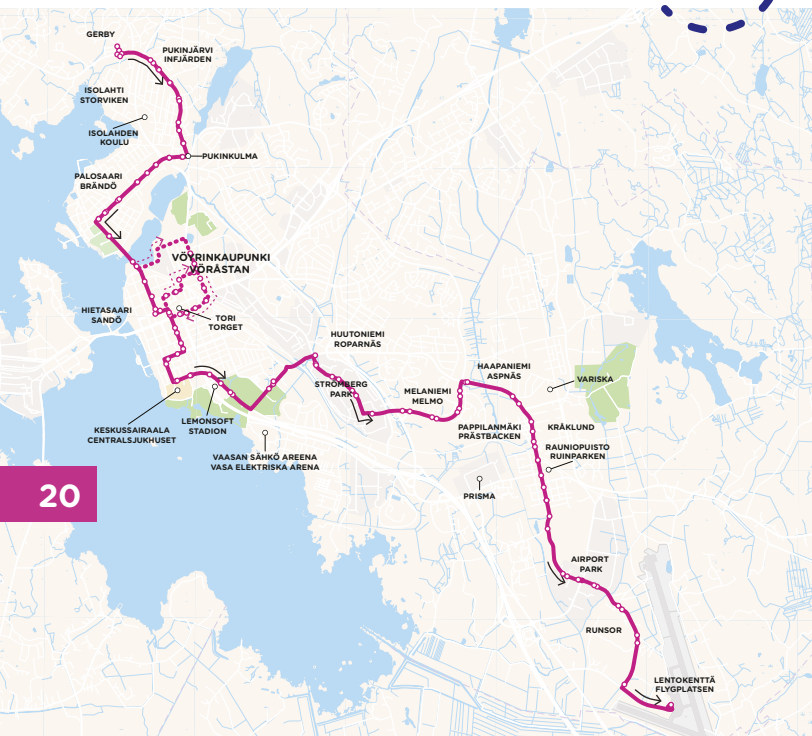 GERBY
PUKINJÄRVI
INFJÄRDEN
ISOLAHTI
STORVIKEN
ISOLAHDEN
KOULU
PUKINKULMA
PALOSAARI
BRÄNDÖ
VÖYRINKAUPUNKI
VÖRÅSTAN
HIETASAARI
SANDÖ
TORI
TORGET
HUUTONIEMI
ROPARNÄS
STRÖMBERG
PARK
HAAPANIEMI
ASPNÄS
VARISKA
MELANIEMI
MELMO
KESKUSSAIRAALA
CENTRALSJUKHUSET
LEMONSOFT
STADION
PAPPILANMÄKI
PRÄSTBACKEN
KRÅKLUND
RAUNIOPUISTO
RUINPARKEN
VAASAN SÄHKÖ AREENA
VASA ELEKTRISKA ARENA
20
PRISMA
AIRPORT
PARK
RUNSOR
LENTOKENTTÄ
FLYGPLATSEN